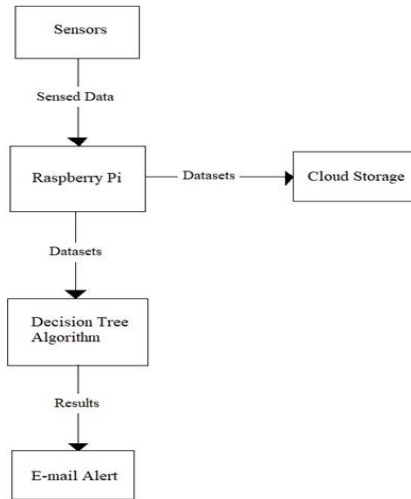 Sensors
Sensed Data
Raspberry Pi
Datasets
Cloud Storage
Datasets
Decision Tree
Algorithm
Results
E-mail Alert